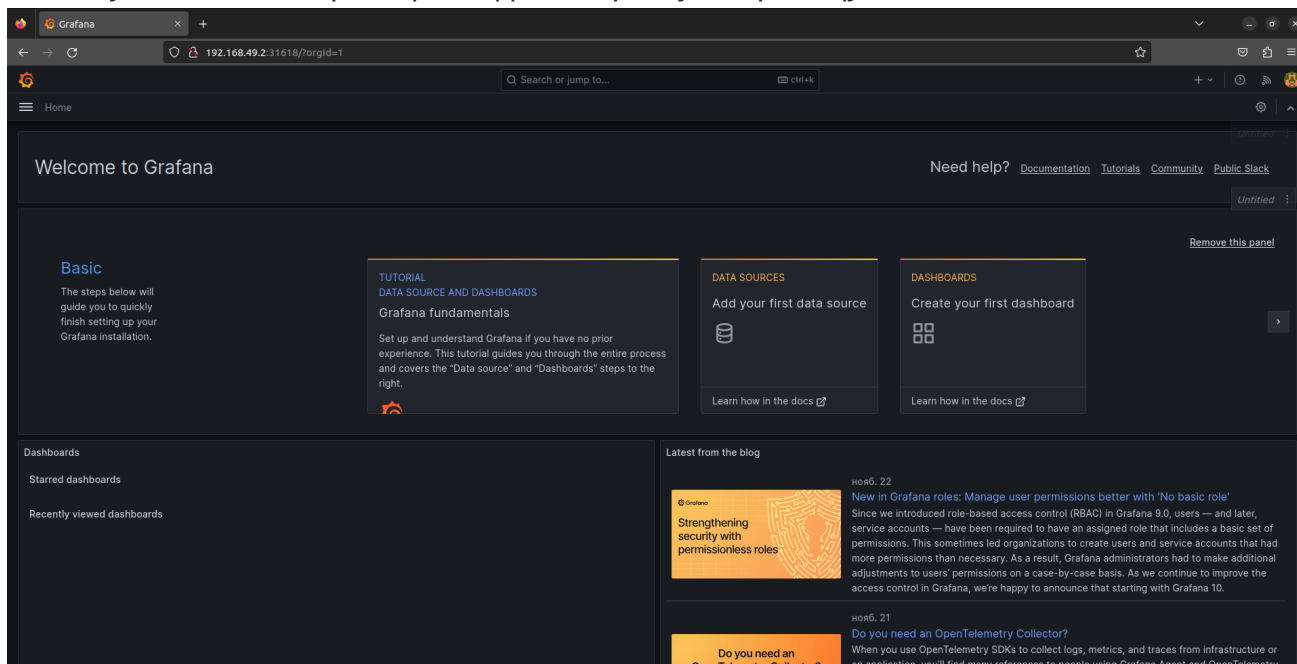 Grafana
192.168.49.2:31618/?orgId=1
Search or jump to...
ctrl+k
Home
Untitled
Welcome to Grafana
Need help? Documentation Tutorials Community Public Slack
Untitled
Remove this panel
Basic
The steps below will
guide you to quickly
finish setting up your
Grafana installation.
TUTORIAL
DATA SOURCE AND DASHBOARDS
Grafana fundamentals
Set up and understand Grafana if you have no prior
experience. This tutorial guides you through the entire process
and covers the “Data source” and “Dashboards” steps to the
right.
DATA SOURCES
Add your first data source
Learn how in the docs
DASHBOARDS
Create your first dashboard
Learn how in the docs
Dashboards
Starred dashboards
Recently viewed dashboards
Latest from the blog
Grafana
Strengthening
security with
permissionless roles
нояб. 22
New in Grafana roles: Manage user permissions better with 'No basic role'
Since we introduced role-based access control (RBAC) in Grafana 9.0, users — and later,
service accounts — have been required to have an assigned role that includes a basic set of
permissions. This sometimes led organizations to create users and service accounts that had
more permissions than necessary. As a result, Grafana administrators had to make additional
adjustments to users’ permissions on a case-by-case basis. As we continue to improve the
access control in Grafana, we’re happy to announce that starting with Grafana 10.
Do you need an
нояб. 21
Do you need an OpenTelemetry Collector?
When you use OpenTelemetry SDKs to collect logs, metrics, and traces from infrastructure or